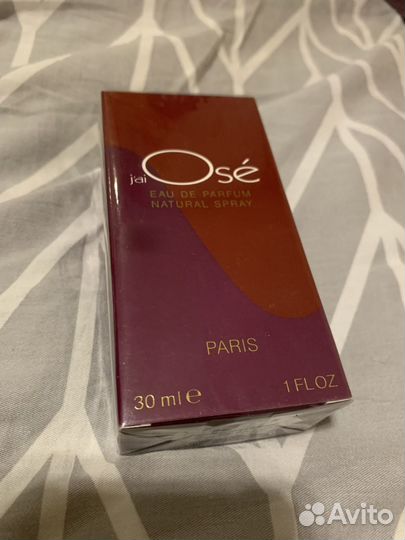 j'ai Osé
EAU DE PARFUM
NATURAL SPRAY
PARIS
30 ml e 1 FL OZ
Avito